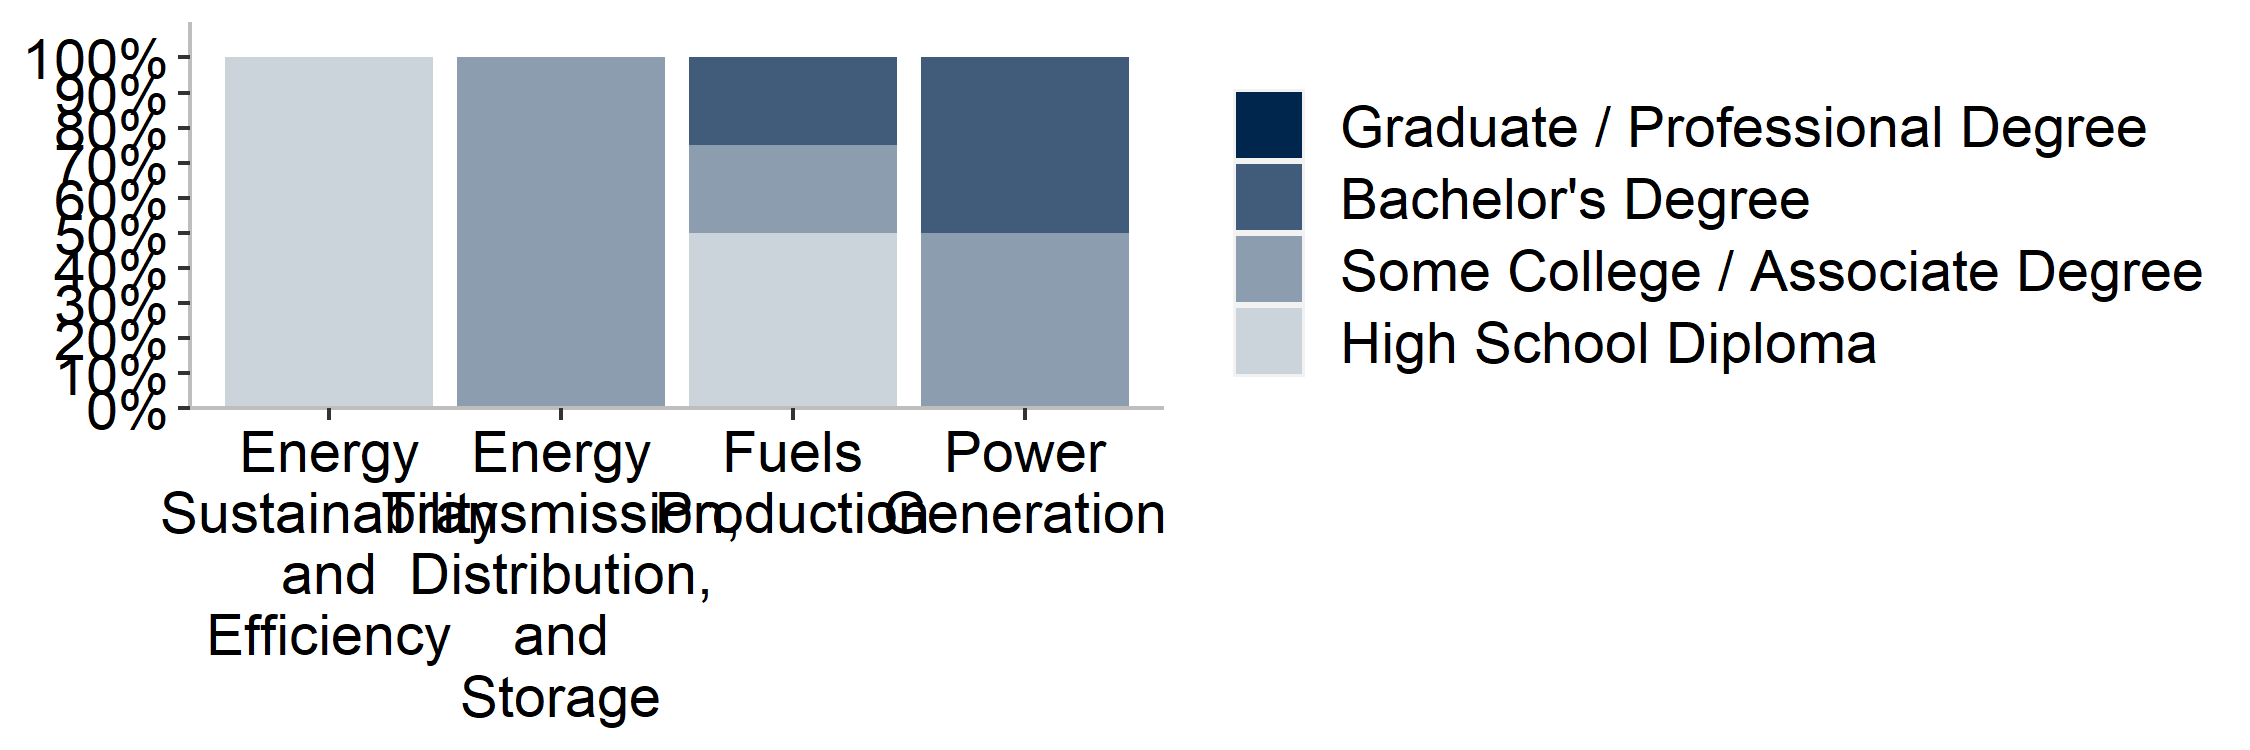 100%
90%
80%
70%
60%
50%
40%
30%
20%
10%
0%
Energy
Sustainability
and
Efficiency
Energy
Transmission,
Distribution,
and
Storage
Fuels
Production
Power
Generation
Graduate / Professional Degree
Bachelor's Degree
Some College / Associate Degree
High School Diploma